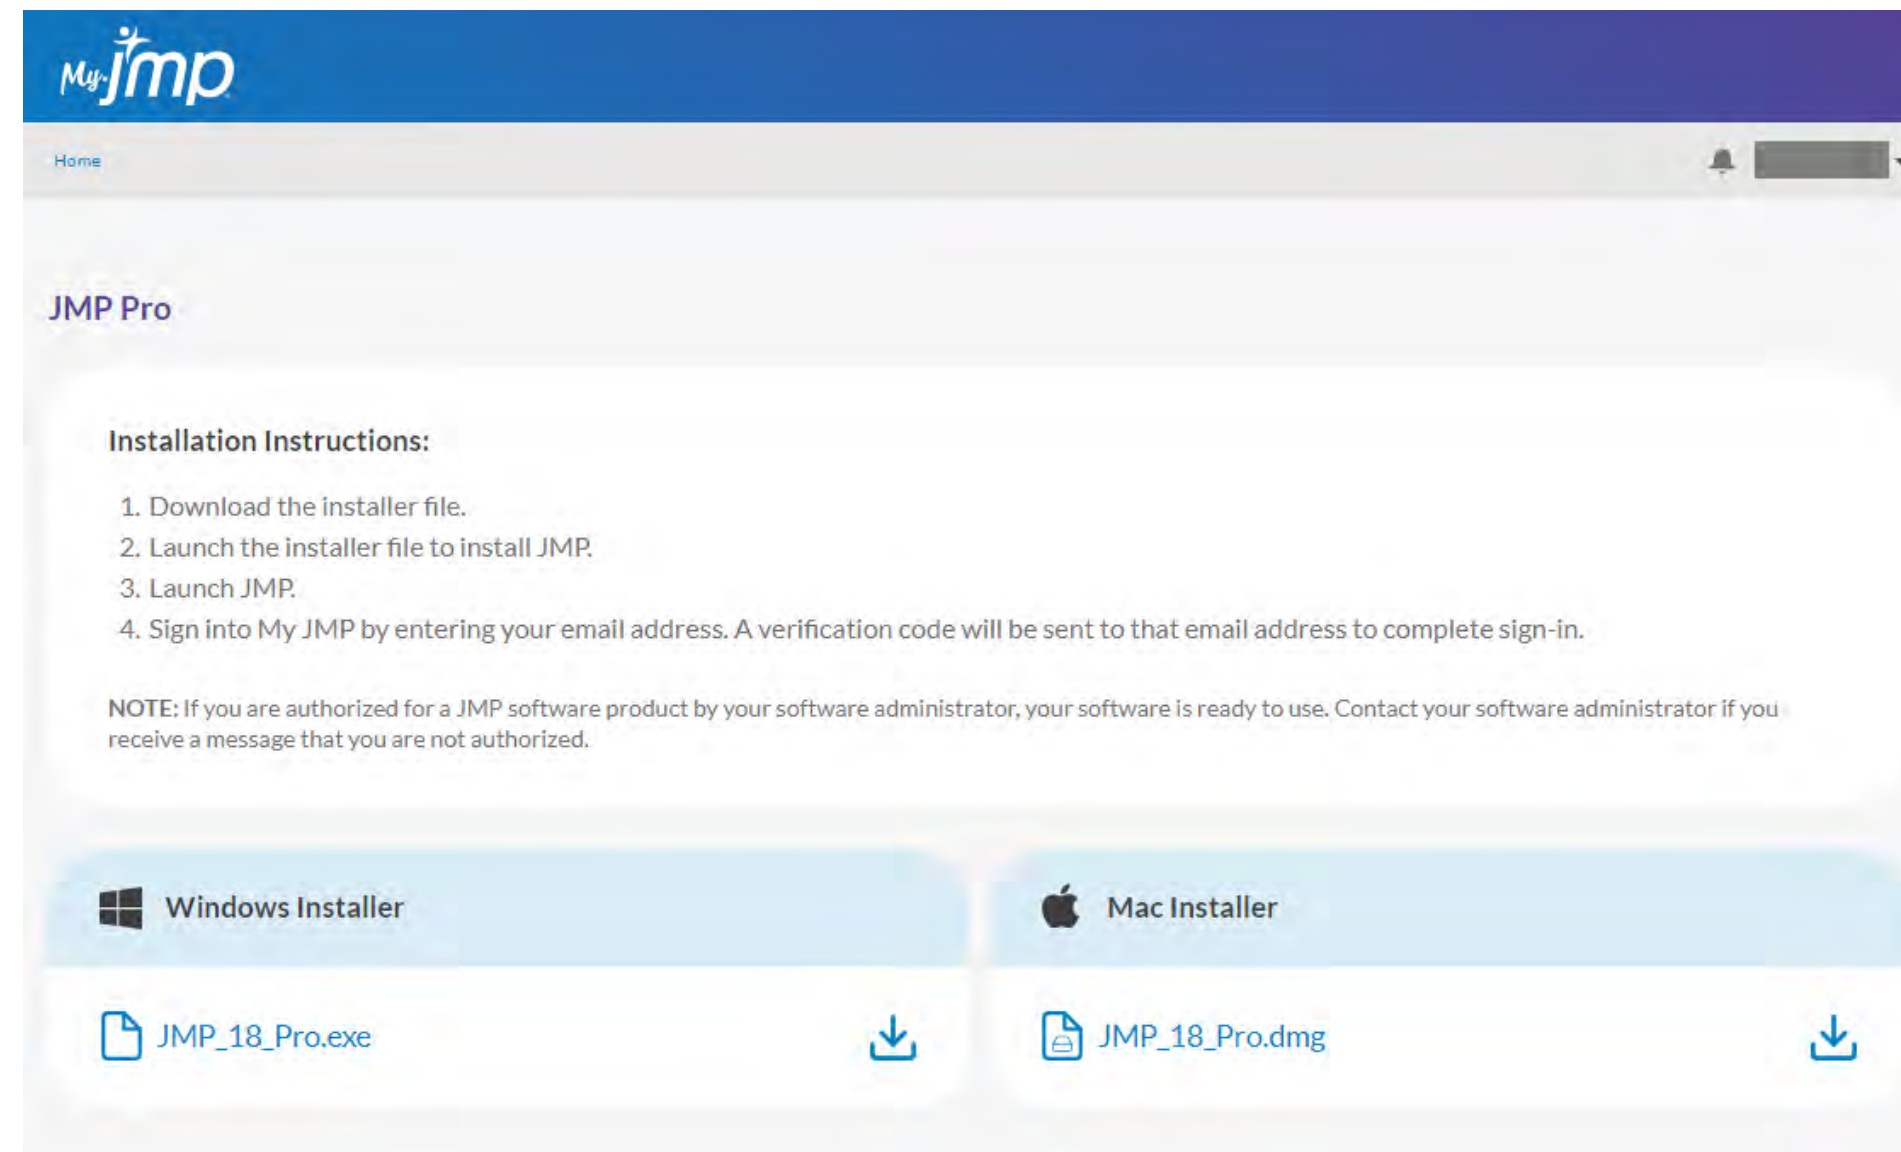 My.jmp
Home
JMP Pro
Installation Instructions:
1. Download the installer file.
2. Launch the installer file to install JMP.
3. Launch JMP.
4. Sign into My JMP by entering your email address. A verification code will be sent to that email address to complete sign-in.
NOTE: If you are authorized for a JMP software product by your software administrator, your software is ready to use. Contact your software administrator if you
receive a message that you are not authorized.
Windows Installer
Mac Installer
JMP_18_Pro.exe
JMP_18_Pro.dmg